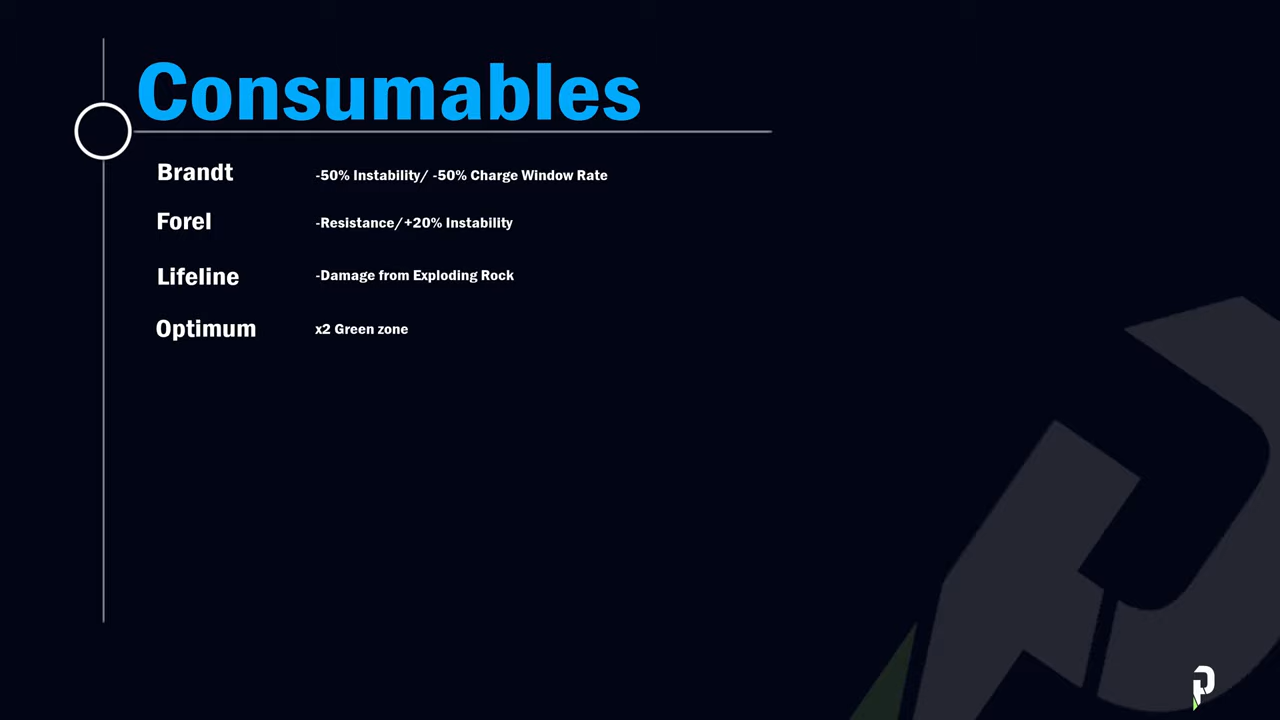 Consumables
Brandt -50% Instability/ -50% Charge Window Rate
Forel -Resistance/+20% Instability
Lifeline -Damage from Exploding Rock
Optimum x2 Green zone